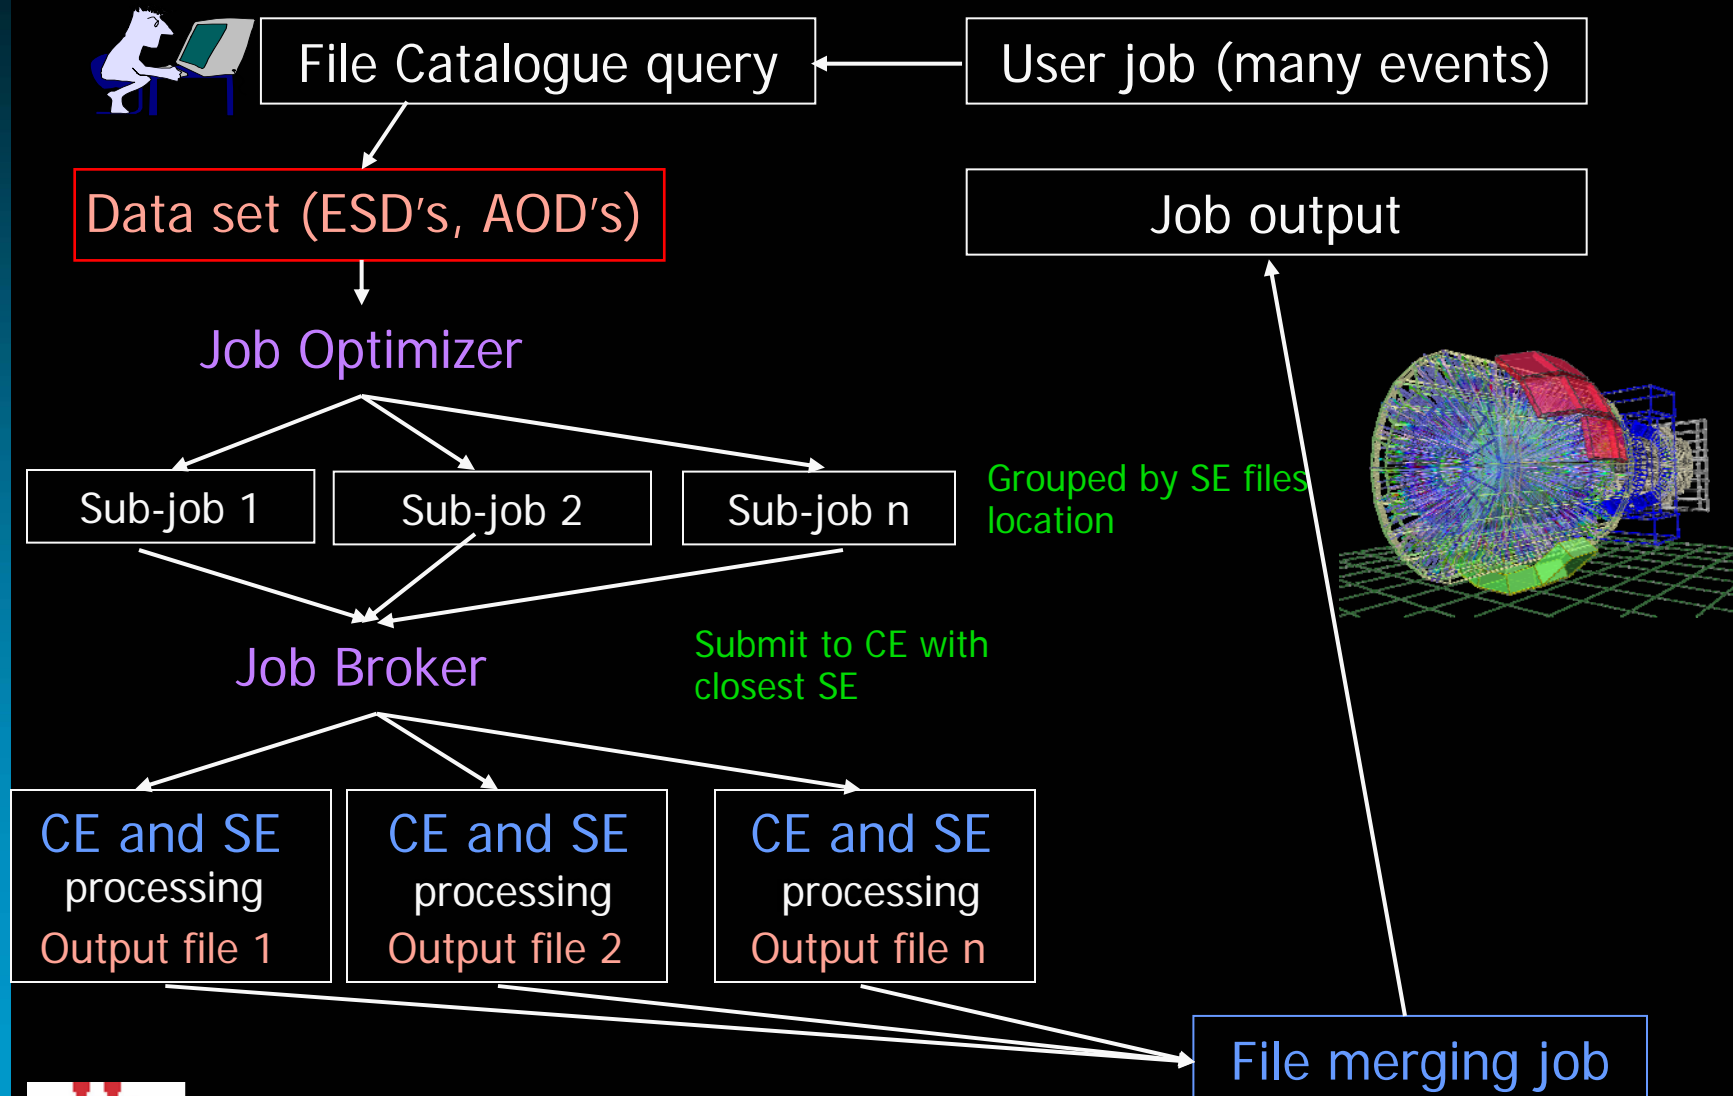 File Catalogue query
User job (many events)
Data set (ESD's, AOD's)
Job output
Job Optimizer
Sub-job 1
Sub-job 2
Sub-job n
Grouped by SE files
location
Job Broker
Submit to CE with
closest SE
CE and SE
processing
Output file 1
CE and SE
processing
Output file 2
CE and SE
processing
Output file n
File merging job